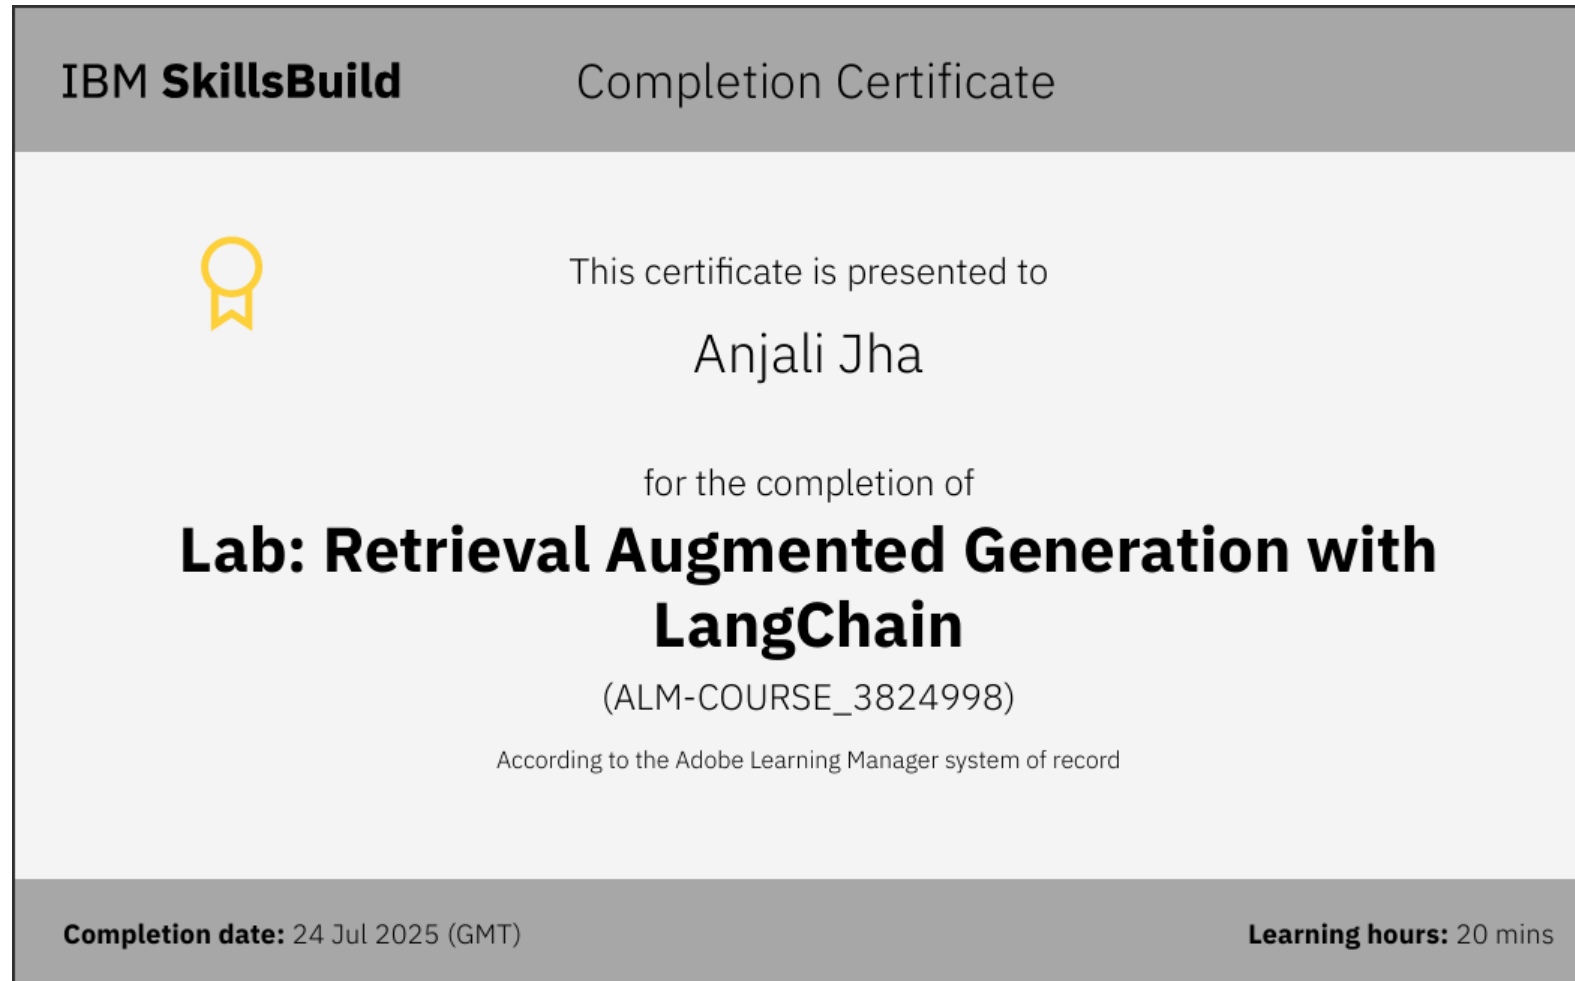 IBM SkillsBuild
Completion Certificate
This certificate is presented to
Anjali Jha
for the completion of
Lab: Retrieval Augmented Generation with
LangChain
(ALM-COURSE_3824998)
According to the Adobe Learning Manager system of record
Completion date: 24 Jul 2025 (GMT)
Learning hours: 20 mins